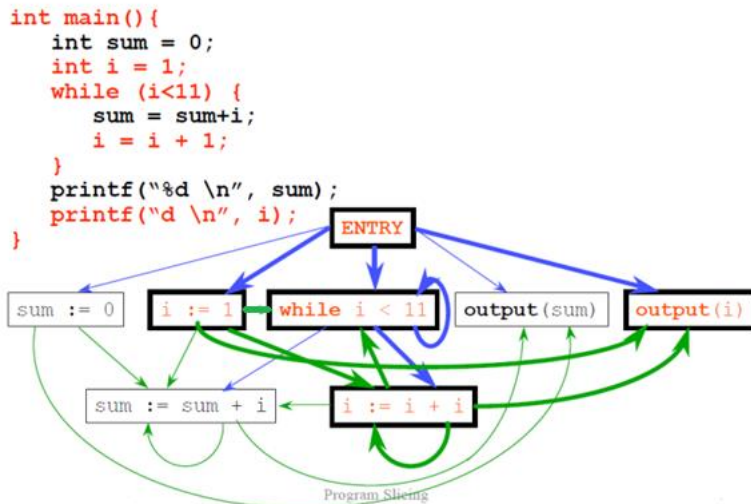 int main(){
int sum = 0;
int i = 1;
while (i<11) {
sum = sum+i;
i = i + 1;
}
printf(“%d \n”, sum);
printf(“d \n”, i);
}
ENTRY
sum := 0
i := 1
while i < 11
output(sum)
output(i)
sum := sum + i
i := i + i
Program Slicing